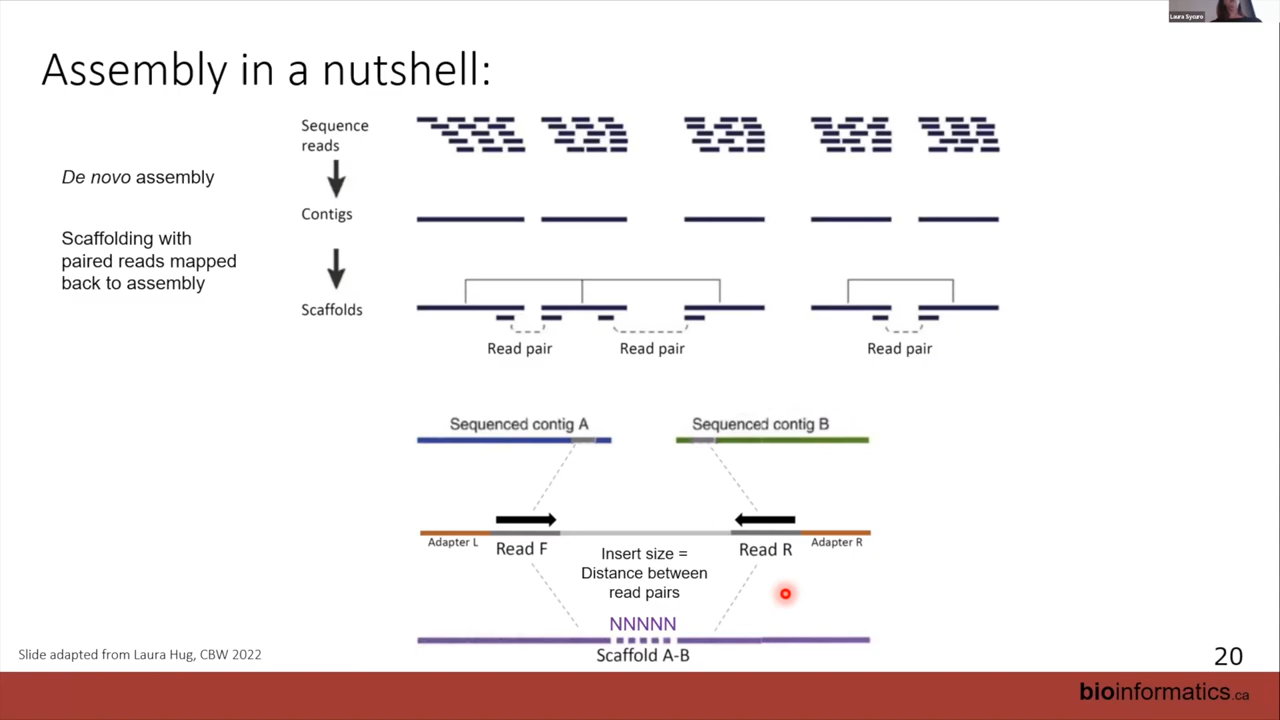 Laura Sycuro
Assembly in a nutshell:
Sequence
reads
De novo assembly
Contigs
Scaffolding with
paired reads mapped
back to assembly
Scaffolds
Read pair
Read pair
Read pair
Sequenced contig A
Sequenced contig B
Adapter L
Read F
Insert size =
Distance between
read pairs
Read R
Adapter R
NNNNN
Scaffold A-B
Slide adapted from Laura Hug, CBW 2022
20
bioinformatics.ca